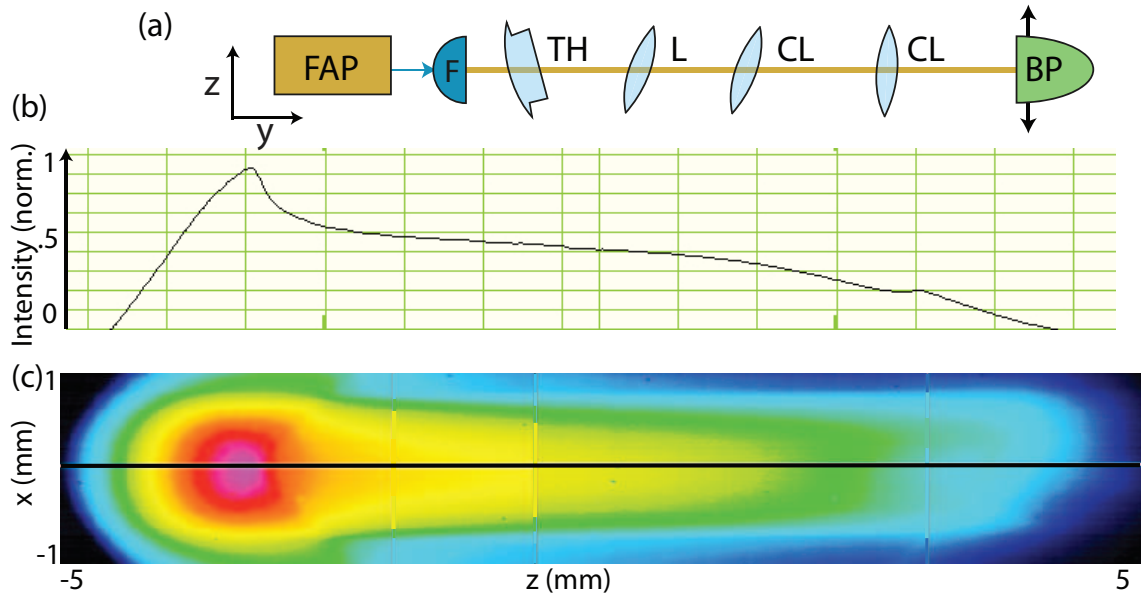 (a)
FAP
F
TH
L
CL
CL
BP
z
y
(b)
Intensity (norm.)
1
.5
0
(c)
1
x (mm)
-1
-5
z (mm)
5